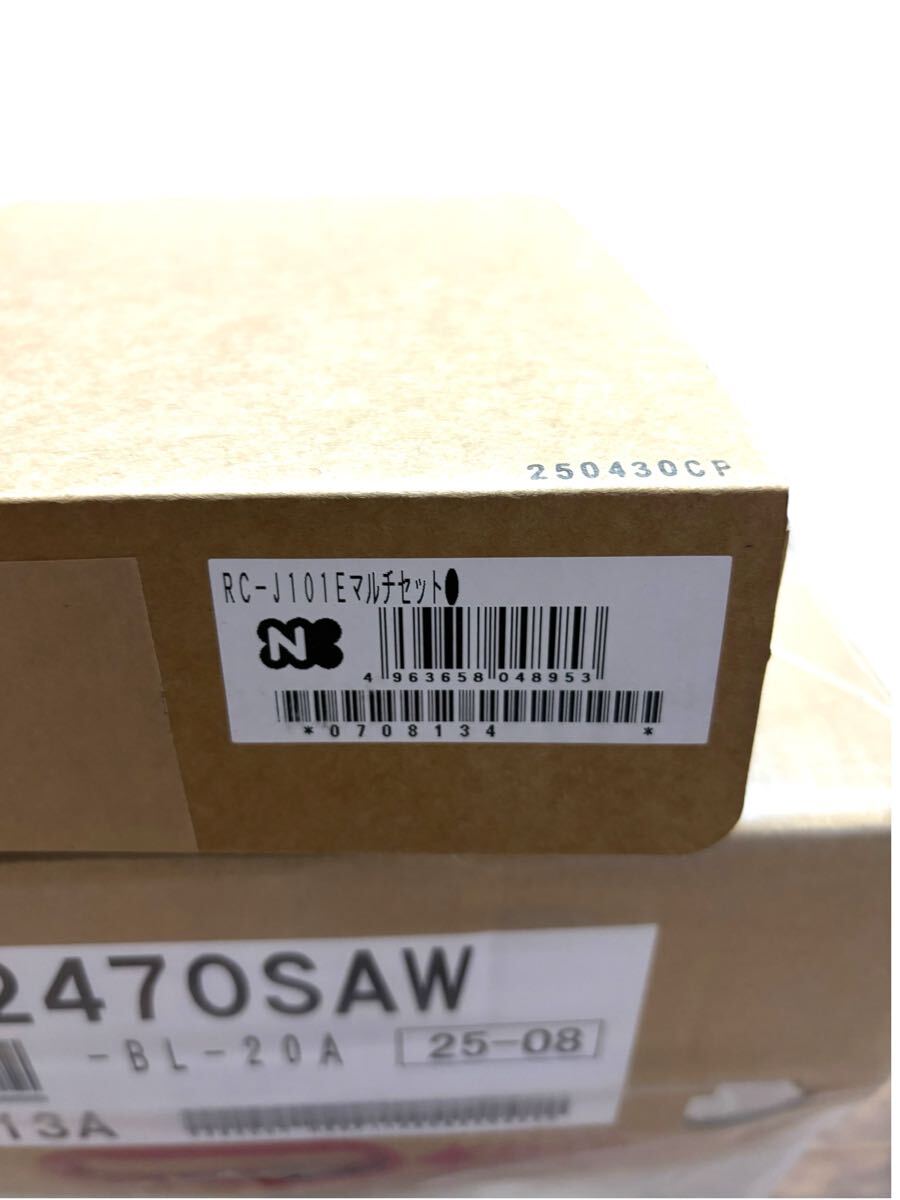 250430CP
RC-J101Eマルチセット
N
4 963658 048953
*0708134 *
2470SAW
-BL-20A 25-08
13A